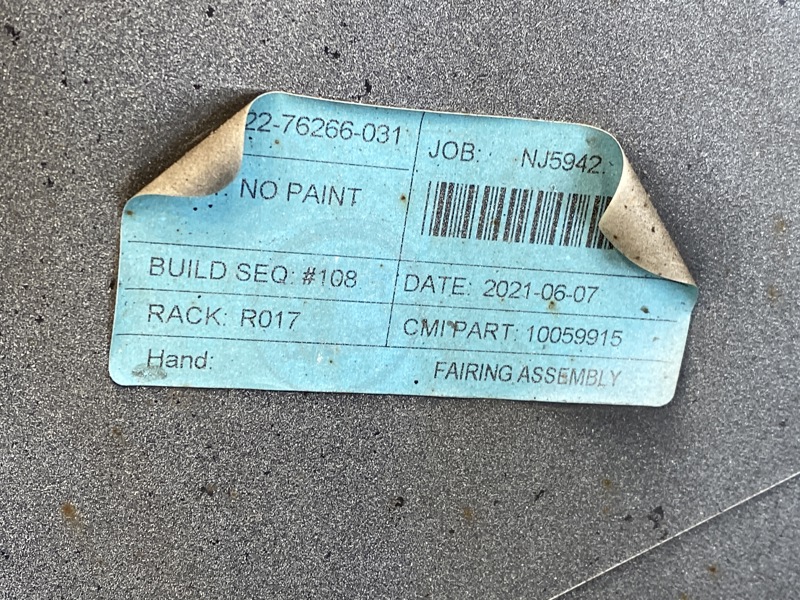 22-76266-031
JOB: NJ5942
NO PAINT
BUILD SEQ: #108
DATE: 2021-06-07
RACK: R017
CMI PART: 10059915
Hand:
FAIRING ASSEMBLY